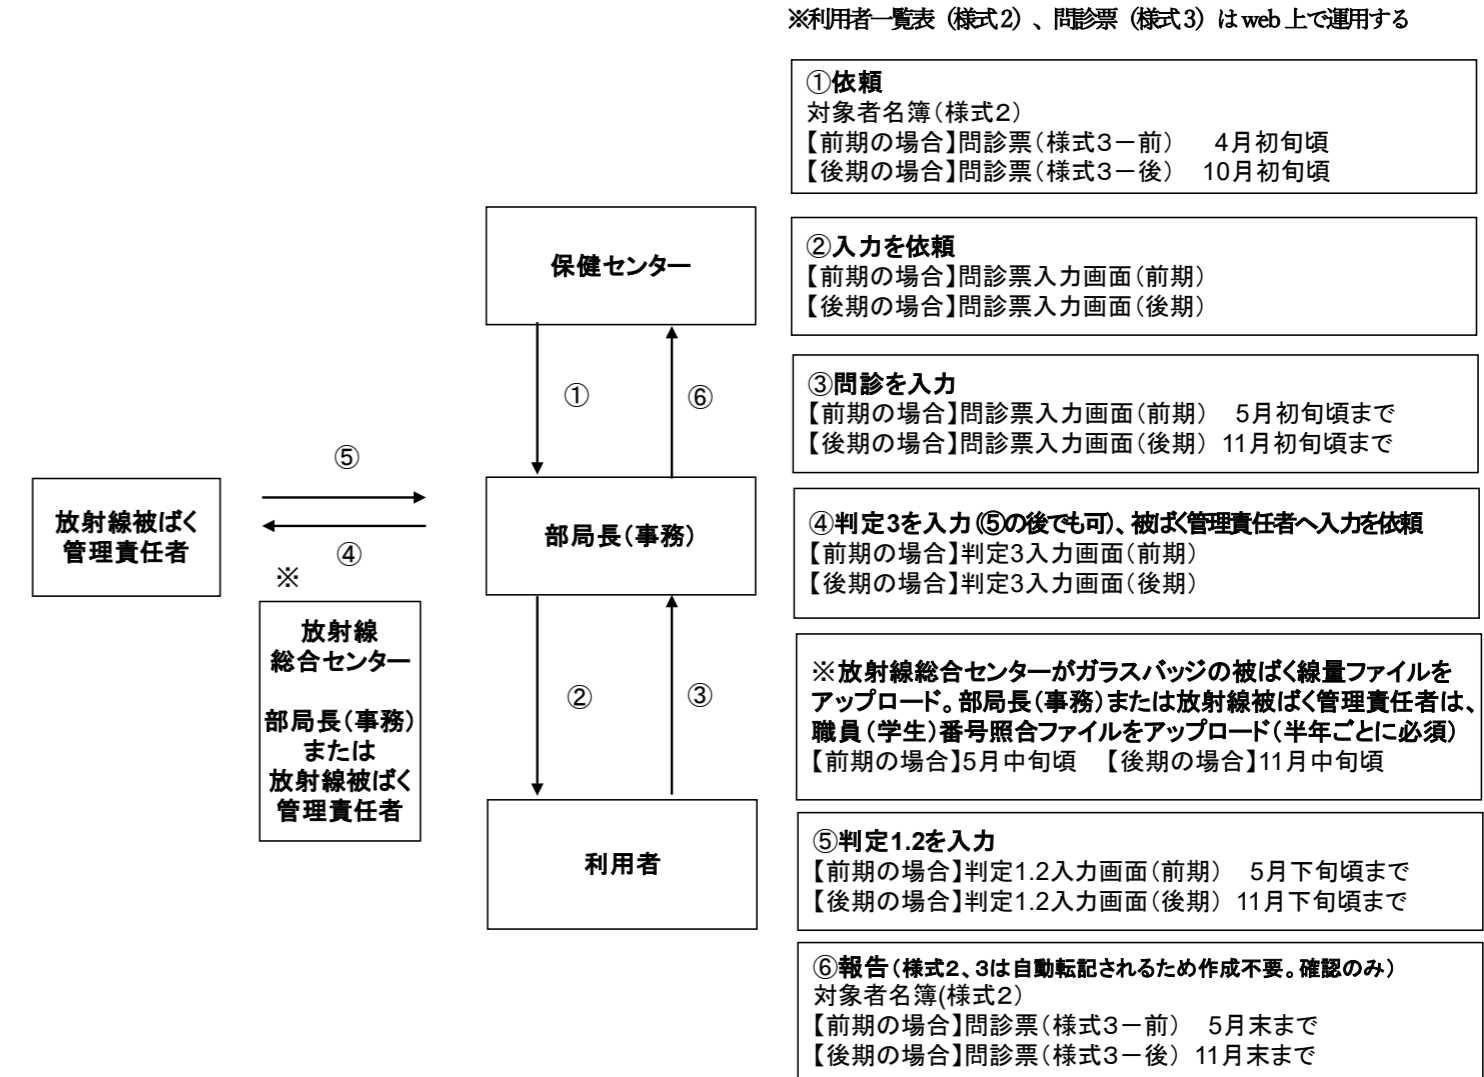 ※利用者一覧表（様式2）、問診票（様式3）はweb上で運用する
①依頼
対象者名簿（様式２）
【前期の場合】問診票（様式３－前）　4月初旬頃
【後期の場合】問診票（様式３－後）　10月初旬頃
保健センター
②入力を依頼
【前期の場合】問診票入力画面（前期）
【後期の場合】問診票入力画面（後期）
①
⑥
③問診を入力
【前期の場合】問診票入力画面（前期）　5月初旬頃まで
【後期の場合】問診票入力画面（後期）　11月初旬頃まで
⑤
放射線被ばく
管理責任者
④
※
部局長（事務）
④判定3を入力（⑤の後でも可）、被ばく管理責任者へ入力を依頼
【前期の場合】判定3入力画面（前期）
【後期の場合】判定3入力画面（後期）
放射線
総合センター
部局長（事務）
または
放射線被ばく
管理責任者
②
③
※放射線総合センターがガラスバッジの被ばく線量ファイルを
アップロード。部局長（事務）または放射線被ばく管理責任者は、
職員（学生）番号照合ファイルをアップロード（半年ごとに必須）
【前期の場合】5月中旬頃　【後期の場合】11月中旬頃
利用者
⑤判定1.2を入力
【前期の場合】判定1.2入力画面（前期）　5月下旬頃まで
【後期の場合】判定1.2入力画面（後期）　11月下旬頃まで
⑥報告（様式２、３は自動転記されるため作成不要。確認のみ）
対象者名簿(様式２）
【前期の場合】問診票（様式３－前）　5月末まで
【後期の場合】問診票（様式３－後）　11月末まで